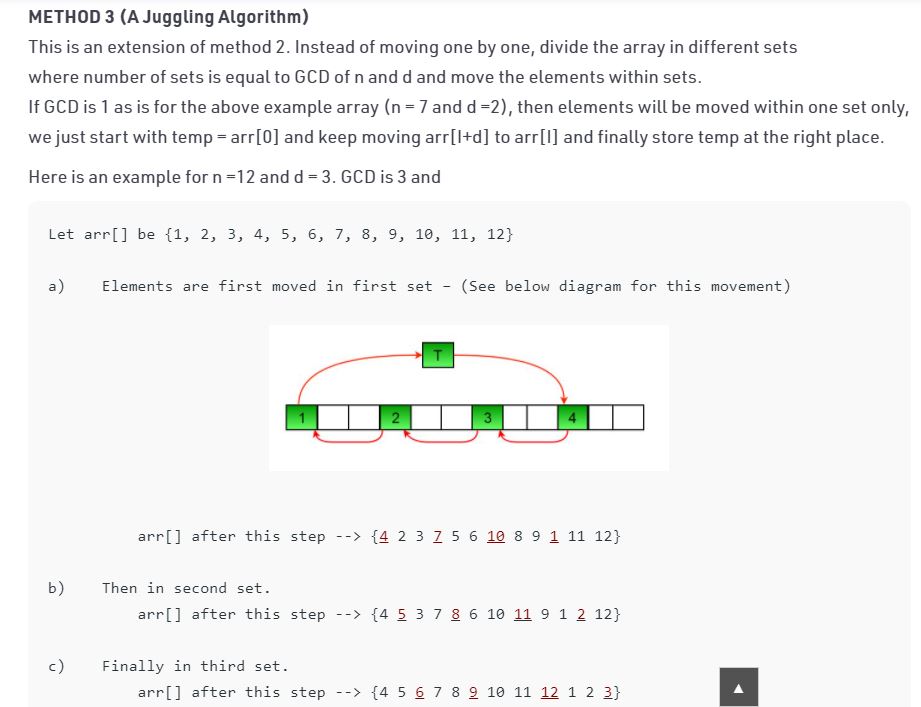 METHOD 3 (A Juggling Algorithm)
This is an extension of method 2. Instead of moving one by one, divide the array in different sets
where number of sets is equal to GCD of n and d and move the elements within sets.
If GCD is 1 as is for the above example array (n = 7 and d =2), then elements will be moved within one set only,
we just start with temp = arr[0] and keep moving arr[I+d] to arr[I] and finally store temp at the right place.
Here is an example for n =12 and d = 3. GCD is 3 and
Let arr[] be {1, 2, 3, 4, 5, 6, 7, 8, 9, 10, 11, 12}
a) Elements are first moved in first set – (See below diagram for this movement)
T
1 2 3 4
arr[] after this step --> {4 2 3 7 5 6 10 8 9 1 11 12}
b) Then in second set.
arr[] after this step --> {4 5 3 7 8 6 10 11 9 1 2 12}
c) Finally in third set.
arr[] after this step --> {4 5 6 7 8 9 10 11 12 1 2 3}